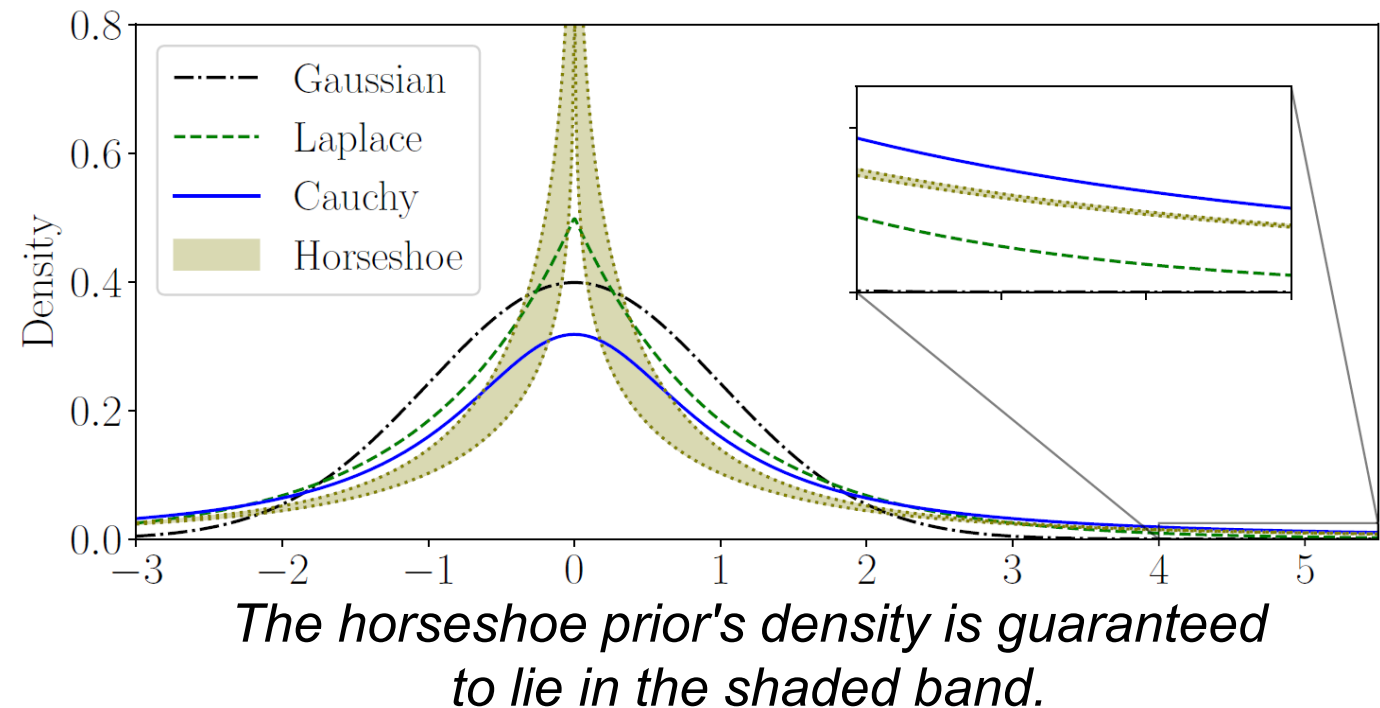 0.8
0.6
0.4
0.2
0.0
Density
Gaussian
Laplace
Cauchy
Horseshoe
−3 −2 −1 0 1 2 3 4 5
The horseshoe prior's density is guaranteed
to lie in the shaded band.